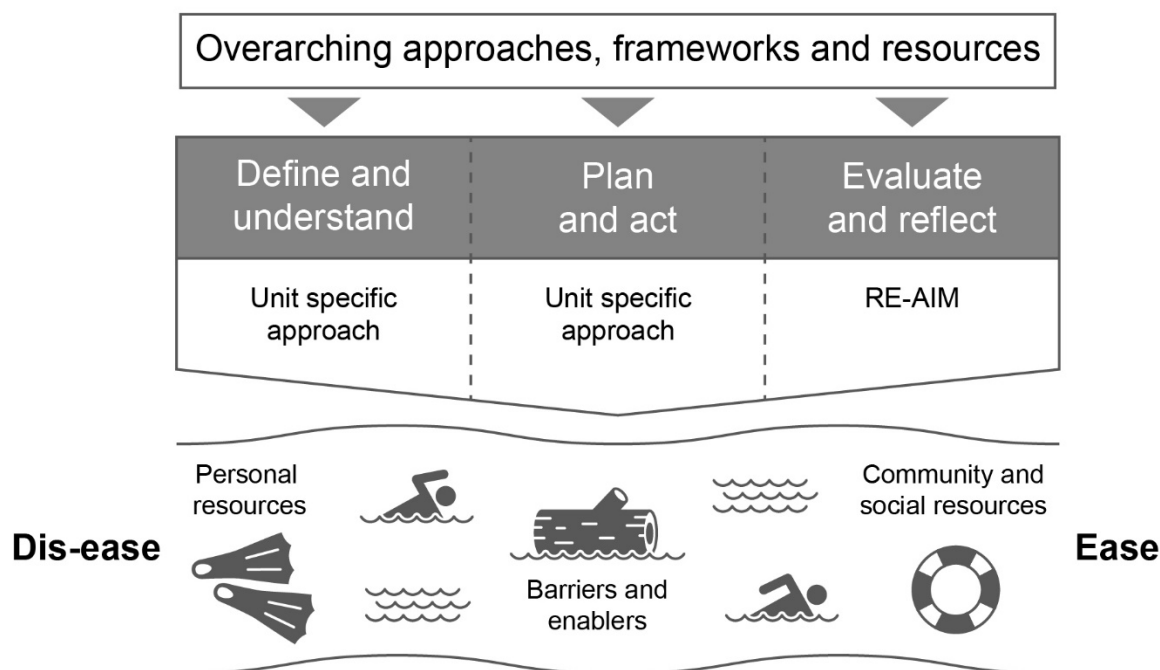 Overarching approaches, frameworks and resources
Define and
understand
Plan
and act
Evaluate
and reflect
Unit specific
approach
Unit specific
approach
RE-AIM
Personal
resources
Community and
social resources
Dis-ease
Ease
Barriers and
enablers